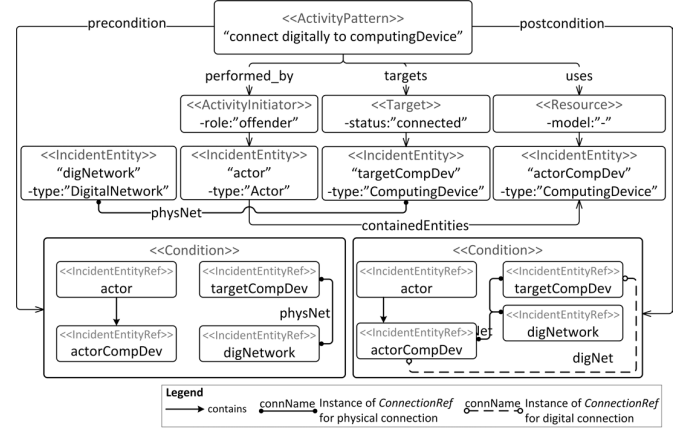 <<ActivityPattern>>
"connect digitally to computingDevice"
precondition
postcondition
performed_by
targets
uses
<<ActivityInitiator>>
-role:"offender"
<<Target>>
-status:"connected"
<<Resource>>
-model:"-"
<<IncidentEntity>>
"digNetwork"
-type:"DigitalNetwork"
<<IncidentEntity>>
"actor"
-type:"Actor"
<<IncidentEntity>>
"targetCompDev"
-type:"ComputingDevice"
<<IncidentEntity>>
"actorCompDev"
-type:"ComputingDevice"
physNet
containedEntities
<<Condition>>
<<IncidentEntityRef>>
actor
<<IncidentEntityRef>>
targetCompDev
physNet
<<IncidentEntityRef>>
actorCompDev
<<IncidentEntityRef>>
digNetwork
<<Condition>>
<<IncidentEntityRef>>
actor
<<IncidentEntityRef>>
targetCompDev
<<IncidentEntityRef>>
digNetwork
<<IncidentEntityRef>>
actorCompDev
digNet
Legend
contains
connName Instance of ConnectionRef
for physical connection
connName Instance of ConnectionRef
for digital connection